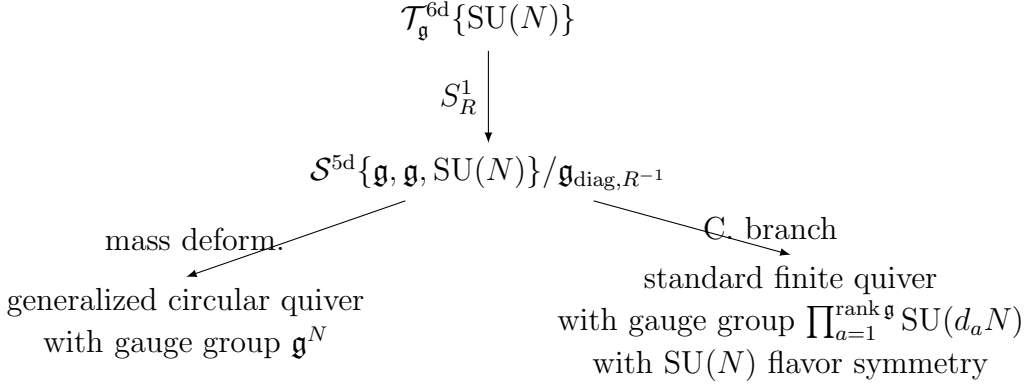 𝒯_𝔤^{6d}{SU(N)}
S^1_R
𝒮^{5d}{𝔤, 𝔤, SU(N)}/𝔤_{diag,R^{-1}}
mass deform.
C. branch
generalized circular quiver
with gauge group 𝔤^N
standard finite quiver
with gauge group ∏_{a=1}^{rank 𝔤} SU(d_a N)
with SU(N) flavor symmetry